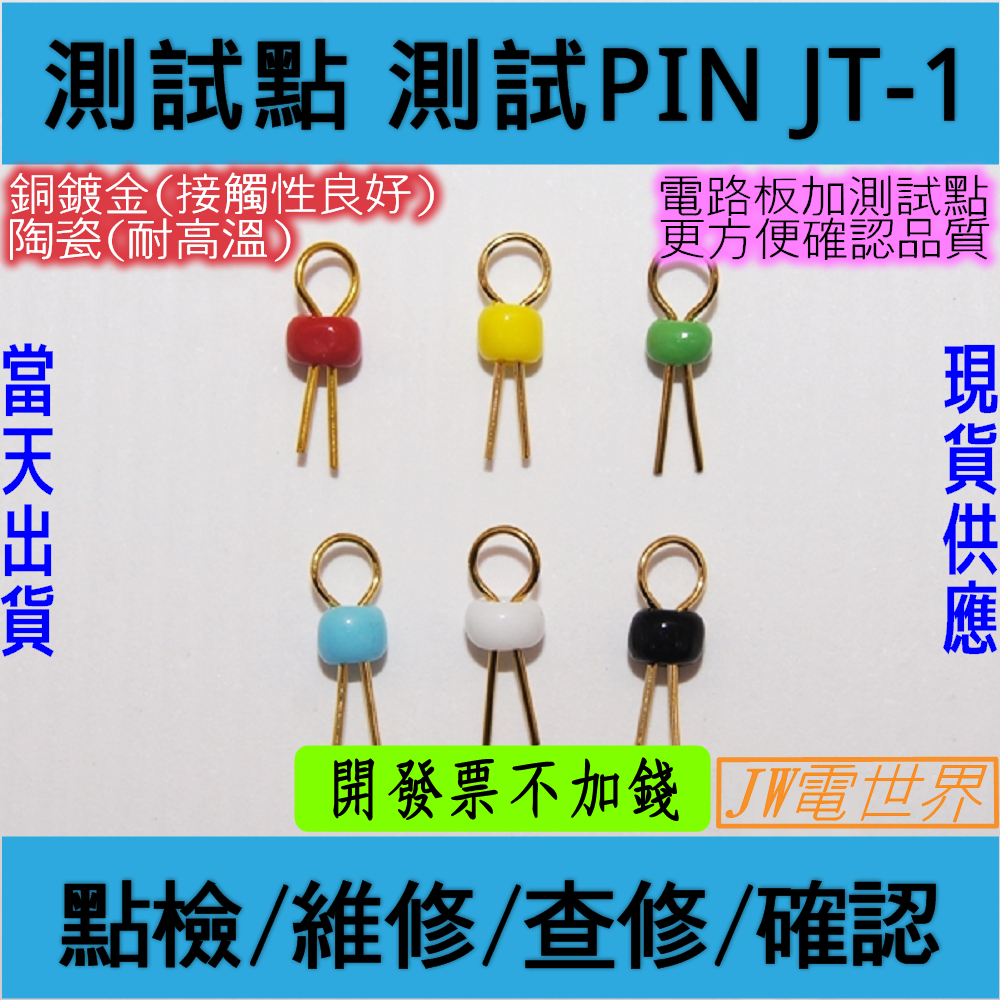 測試點 測試PIN JT-1
銅鍍金(接觸性良好)
陶瓷(耐高溫)
電路板加測試點
更方便確認品質
當天出貨
現貨供應
開發票不加錢
JW電世界
點檢/維修/查修/確認